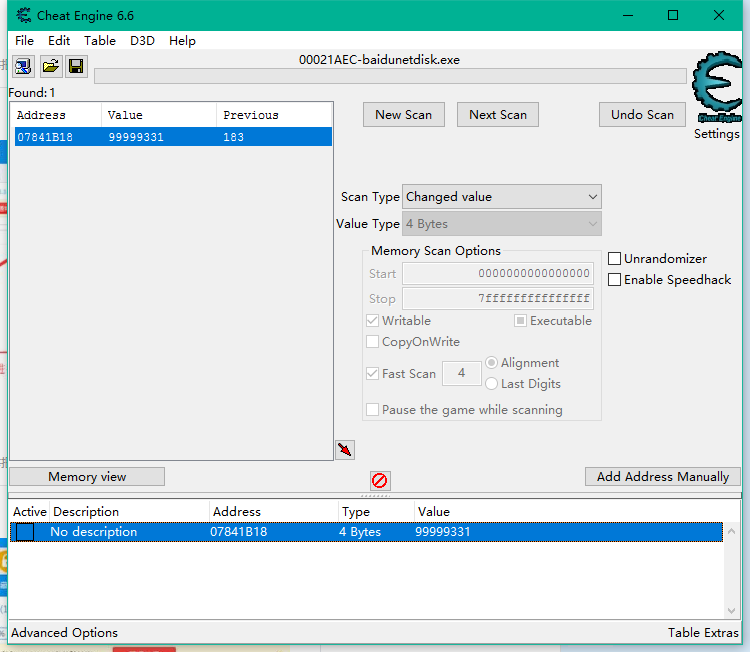 Cheat Engine 6.6
File Edit Table D3D Help
00021AEC-baidunetdisk.exe
Found: 1
Address Value Previous
07841B18 99999331 183
New Scan Next Scan Undo Scan
Cheat Engine
Settings
Scan Type Changed value
Value Type 4 Bytes
Memory Scan Options
Start 0000000000000000
Stop 7fffffffffffffff
Writable Executable
CopyOnWrite
Fast Scan 4 Alignment
Last Digits
Pause the game while scanning
Unrandomizer
Enable Speedhack
Memory view Add Address Manually
Active Description Address Type Value
No description 07841B18 4 Bytes 99999331
Advanced Options Table Extras